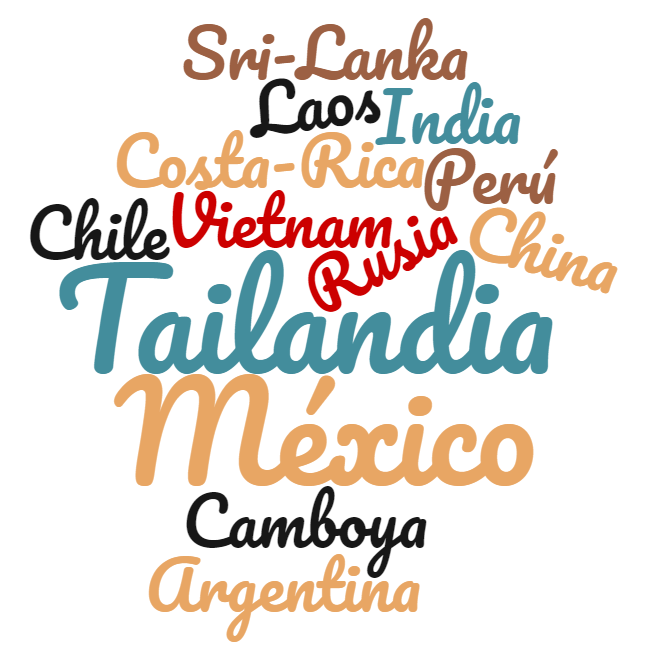 Sri-Lanka
Laos
India
Costa-Rica
Perú
Chile
Vietnam
Rusia
China
Tailandia
México
Camboya
Argentina